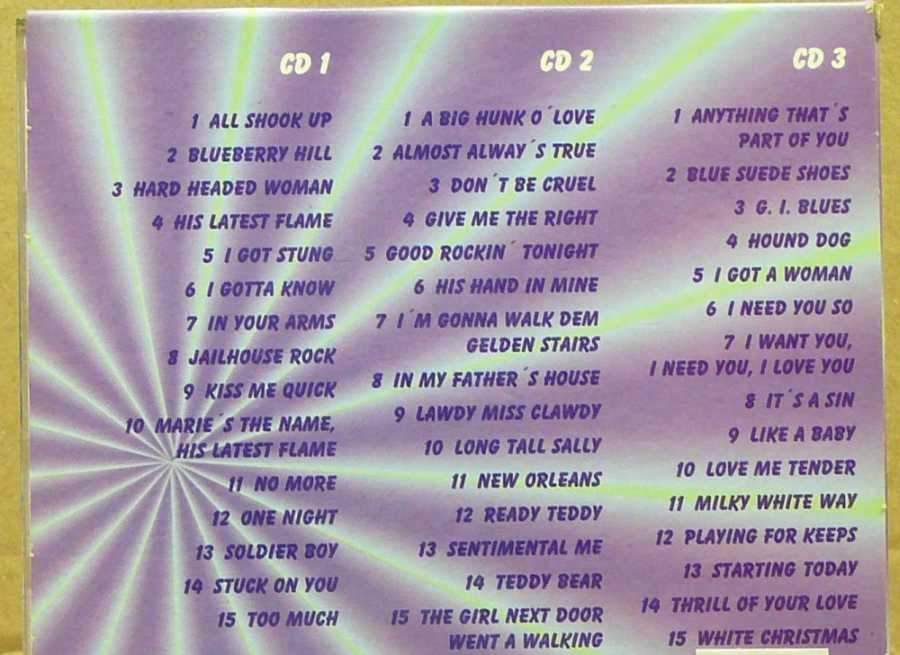 CD 1
1 ALL SHOOK UP
2 BLUEBERRY HILL
3 HARD HEADED WOMAN
4 HIS LATEST FLAME
5 I GOT STUNG
6 I GOTTA KNOW
7 IN YOUR ARMS
8 JAILHOUSE ROCK
9 KISS ME QUICK
10 MARIE´S THE NAME,
HIS LATEST FLAME
11 NO MORE
12 ONE NIGHT
13 SOLDIER BOY
14 STUCK ON YOU
15 TOO MUCH
CD 2
1 A BIG HUNK O´LOVE
2 ALMOST ALWAY´S TRUE
3 DON´T BE CRUEL
4 GIVE ME THE RIGHT
5 GOOD ROCKIN´ TONIGHT
6 HIS HAND IN MINE
7 I´M GONNA WALK DEM
GELDEN STAIRS
8 IN MY FATHER´S HOUSE
9 LAWDY MISS CLAWDY
10 LONG TALL SALLY
11 NEW ORLEANS
12 READY TEDDY
13 SENTIMENTAL ME
14 TEDDY BEAR
15 THE GIRL NEXT DOOR
WENT A WALKING
CD 3
1 ANYTHING THAT´S
PART OF YOU
2 BLUE SUEDE SHOES
3 G. I. BLUES
4 HOUND DOG
5 I GOT A WOMAN
6 I NEED YOU SO
7 I WANT YOU,
I NEED YOU, I LOVE YOU
8 IT´S A SIN
9 LIKE A BABY
10 LOVE ME TENDER
11 MILKY WHITE WAY
12 PLAYING FOR KEEPS
13 STARTING TODAY
14 THRILL OF YOUR LOVE
15 WHITE CHRISTMAS